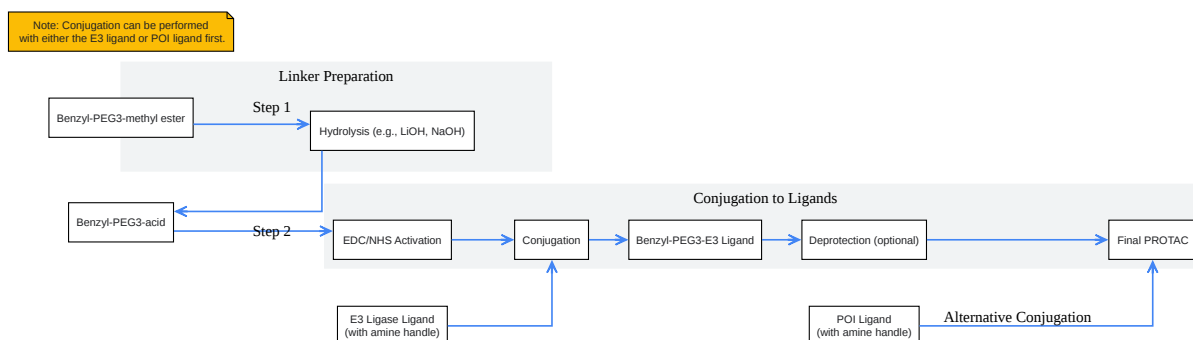 Note: Conjugation can be performed
with either the E3 ligand or POI ligand first.
Linker Preparation
Benzyl-PEG3-methyl ester
Step 1
Hydrolysis (e.g., LiOH, NaOH)
Conjugation to Ligands
Benzyl-PEG3-acid
Step 2
EDC/NHS Activation
Conjugation
Benzyl-PEG3-E3 Ligand
Deprotection (optional)
Final PROTAC
E3 Ligase Ligand
(with amine handle)
POI Ligand
(with amine handle)
Alternative Conjugation